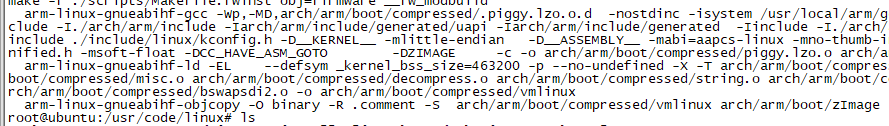 make -f ./scripts/Makefile.fwinst obj=firmware __fw_modbuild
arm-linux-gnueabihf-gcc -Wp,-MD,arch/arm/boot/compressed/.piggy.lzo.o.d -nostdinc -isystem /usr/local/arm/g
clude -I./arch/arm/include -Iarch/arm/include/generated/uapi -Iarch/arm/include/generated -Iinclude -I./arch/
include ./include/linux/kconfig.h -D__KERNEL__ -mlittle-endian -D__ASSEMBLY__ -mabi=aapcs-linux -mno-thumb-i
nified.h -msoft-float -DCC_HAVE_ASM_GOTO -DZIMAGE -c -o arch/arm/boot/compressed/piggy.lzo.o arch/a
arm-linux-gnueabihf-ld -EL --defsym _kernel_bss_size=463200 -p --no-undefined -X -T arch/arm/boot/compress
boot/compressed/misc.o arch/arm/boot/compressed/decompress.o arch/arm/boot/compressed/string.o arch/arm/boot/c
rch/arm/boot/compressed/bswapsdi2.o -o arch/arm/boot/compressed/vmlinux
arm-linux-gnueabihf-objcopy -O binary -R .comment -S arch/arm/boot/compressed/vmlinux arch/arm/boot/zImage
root@ubuntu:/usr/code/linux# ls